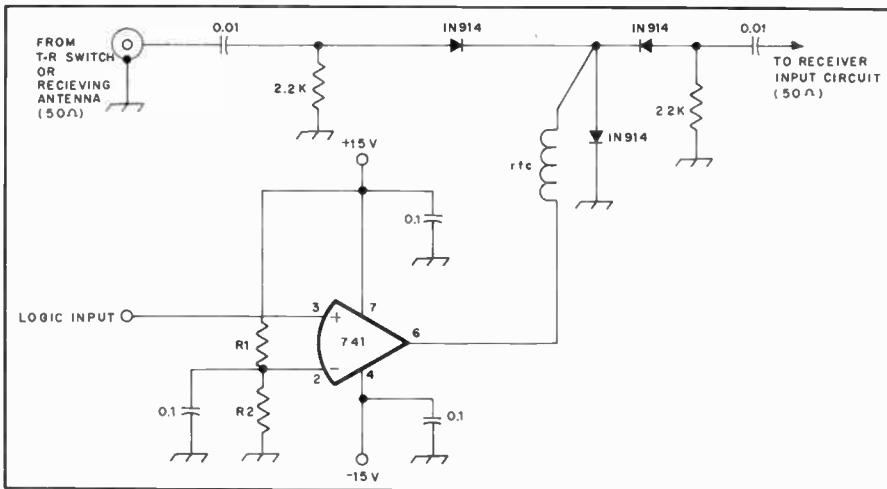 0.01
IN914
IN914
0.01
FROM
T-R SWITCH
OR
RECIEVING
ANTENNA
(50Ω)
TO RECEIVER
INPUT CIRCUIT
(50Ω)
2.2K
2.2K
IN914
+15V
rfc
0.1
LOGIC INPUT
3
+
7
6
741
R1
2
-
4
0.1
R2
0.1
-15V